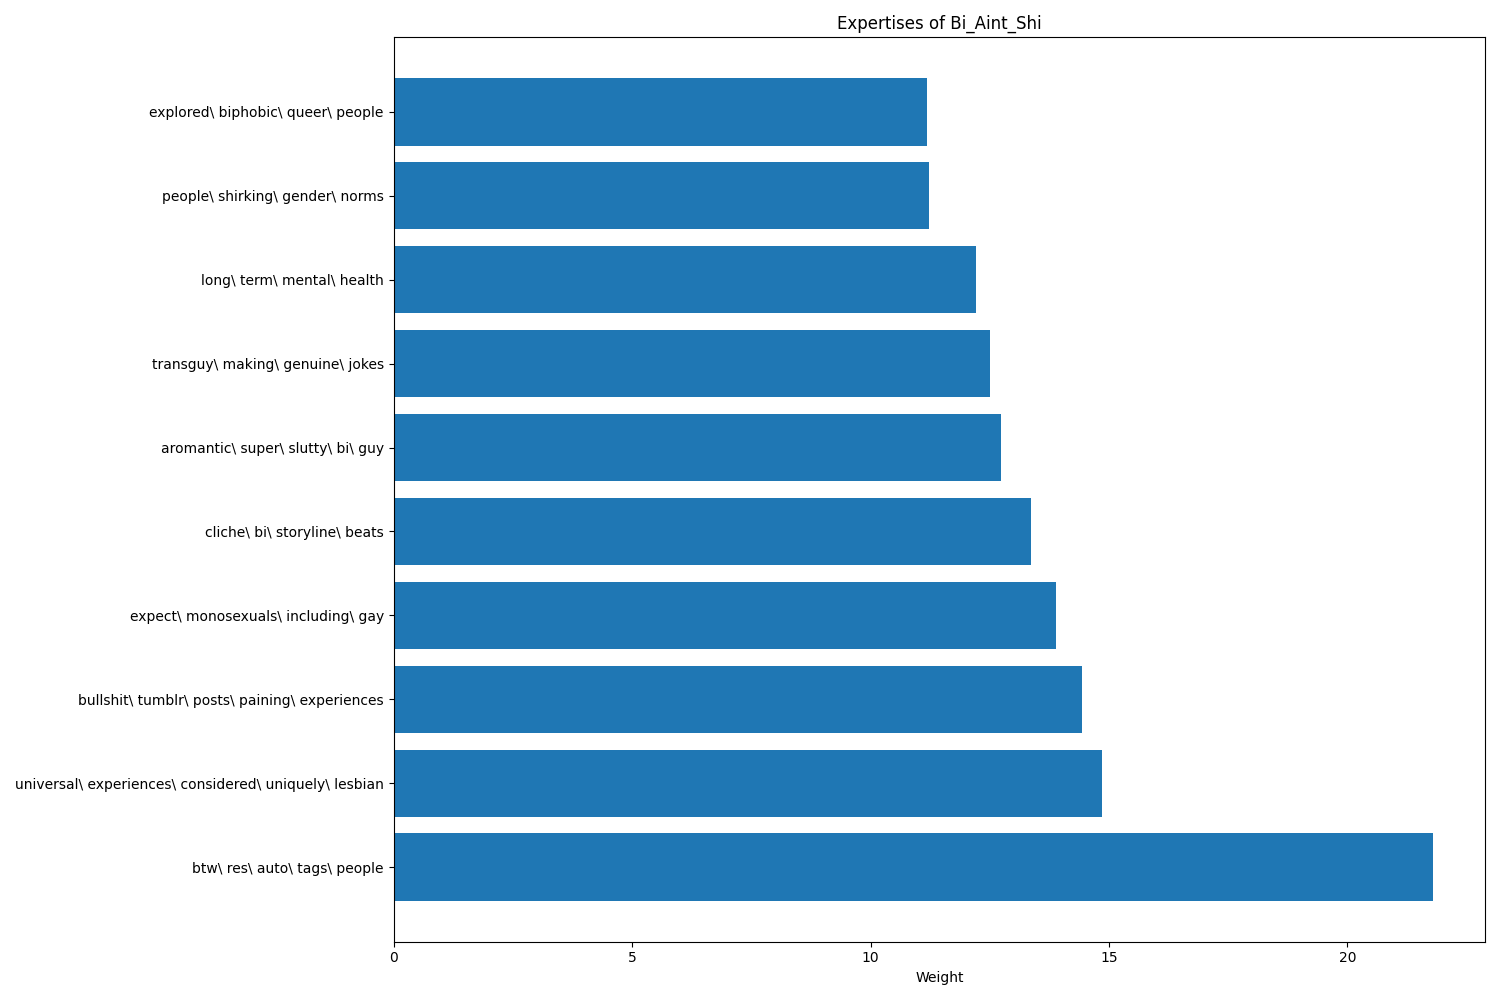 Expertises of Bi_Aint_Shi
explored\ biphobic\ queer\ people
people\ shirking\ gender\ norms
long\ term\ mental\ health
transguy\ making\ genuine\ jokes
aromantic\ super\ slutty\ bi\ guy
cliche\ bi\ storyline\ beats
expect\ monosexuals\ including\ gay
bullshit\ tumblr\ posts\ paining\ experiences
universal\ experiences\ considered\ uniquely\ lesbian
btw\ res\ auto\ tags\ people
0 5 10 15 20
Weight